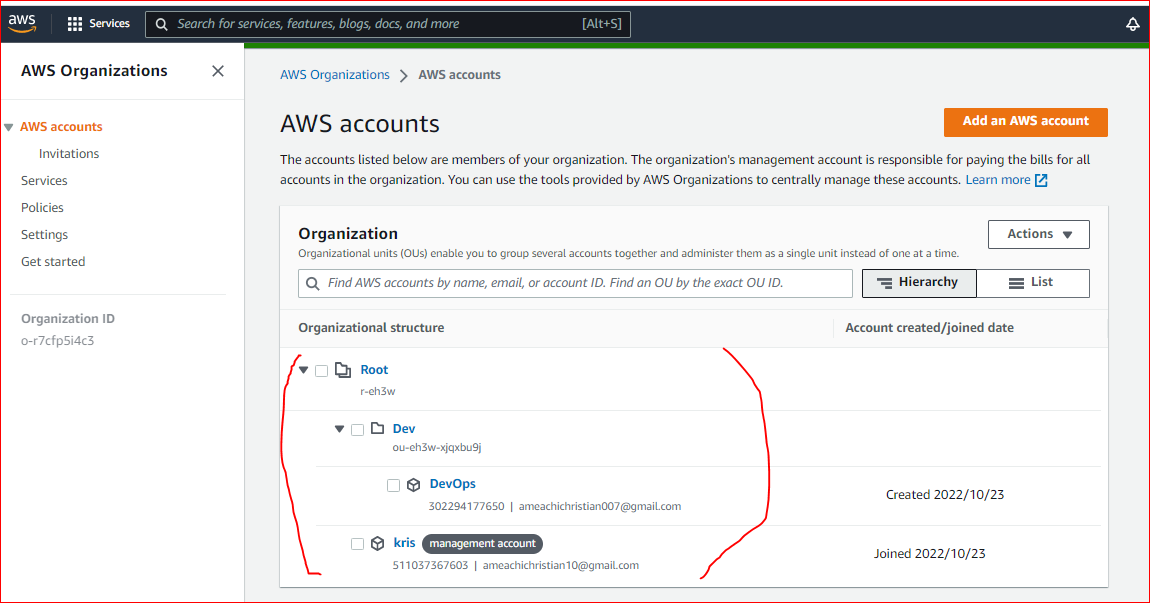 aws
Services
Search for services, features, blogs, docs, and more [Alt+S]
AWS Organizations
AWS accounts
Invitations
Services
Policies
Settings
Get started
Organization ID
o-r7cfp5i4c3
AWS Organizations > AWS accounts
AWS accounts
Add an AWS account
The accounts listed below are members of your organization. The organization's management account is responsible for paying the bills for all
accounts in the organization. You can use the tools provided by AWS Organizations to centrally manage these accounts. Learn more
Organization
Actions
Organizational units (OUs) enable you to group several accounts together and administer them as a single unit instead of one at a time.
Find AWS accounts by name, email, or account ID. Find an OU by the exact OU ID.
Hierarchy
List
Organizational structure
Account created/joined date
Root
r-eh3w
Dev
ou-eh3w-xjqxbu9j
DevOps
302294177650 | ameachichristian007@gmail.com
Created 2022/10/23
kris management account
511037367603 | ameachichristian10@gmail.com
Joined 2022/10/23